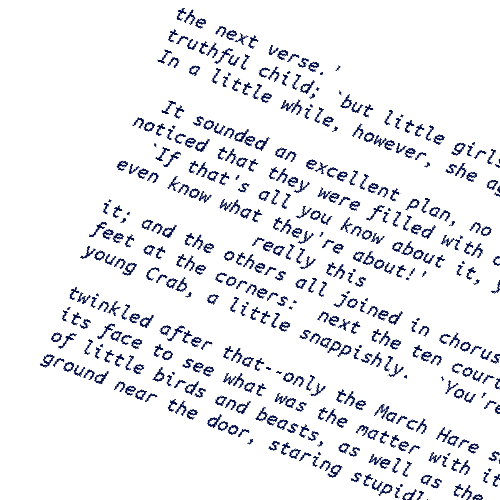 the next verse.'
truthful child; `but little girls
In a little while, however, she
It sounded an excellent plan, no
noticed that they were filled with
`If that's all you know about it,
even know what they're about!'
really this
it; and the others all joined in chorus
feet at the corners:  next the ten
young Crab, a little snappishly.  `You're
twinkled after that--only the March Hare
its face to see what was the matter with it
of little birds and beasts, as well as the
ground near the door, staring